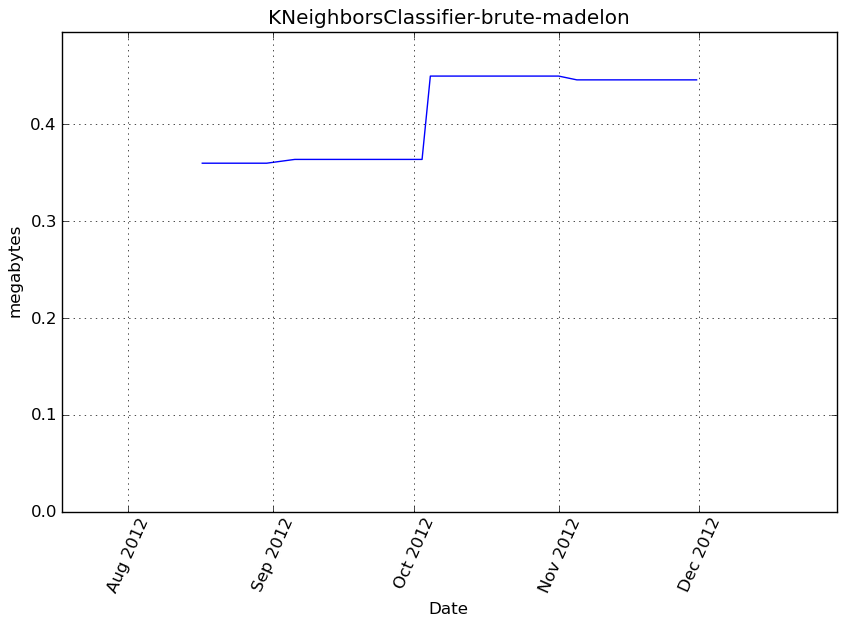 KNeighborsClassifier-brute-madelon
megabytes
0.4
0.3
0.2
0.1
0.0
Aug 2012
Sep 2012
Oct 2012
Nov 2012
Dec 2012
Date